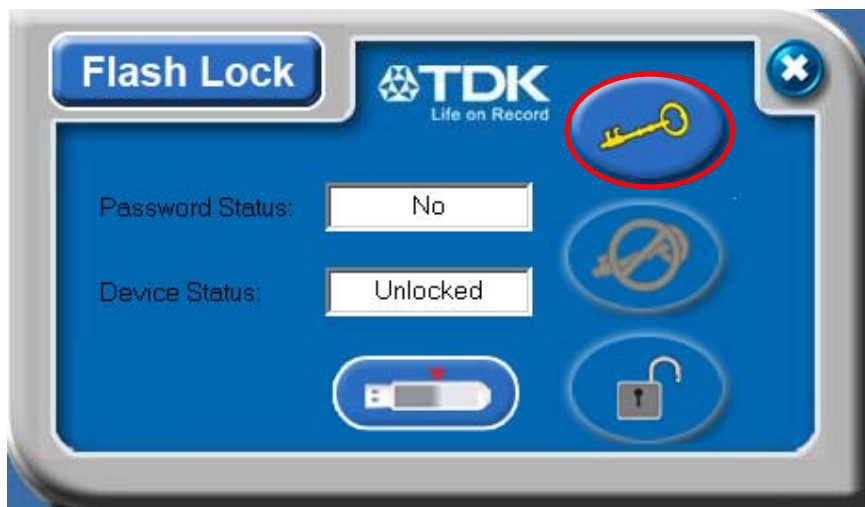 Flash Lock
TDK
Life on Record
Password Status:
No
Device Status:
Unlocked